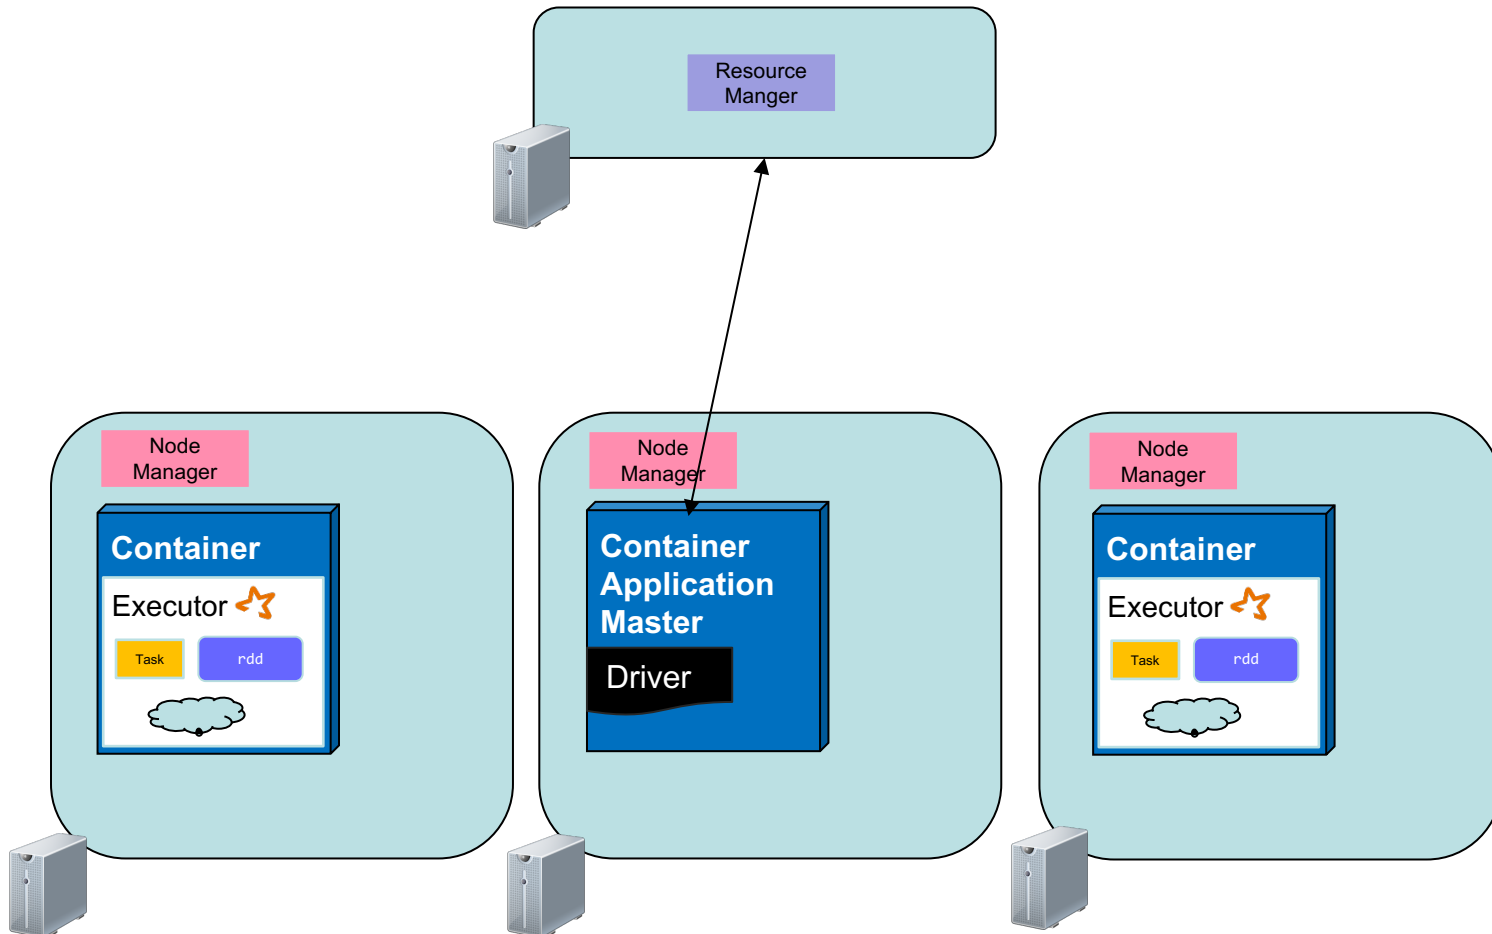 Resource
Manger
Node
Manager
Container
Executor
Task
rdd
Node
Manager
Container
Application
Master
Driver
Node
Manager
Container
Executor
Task
rdd